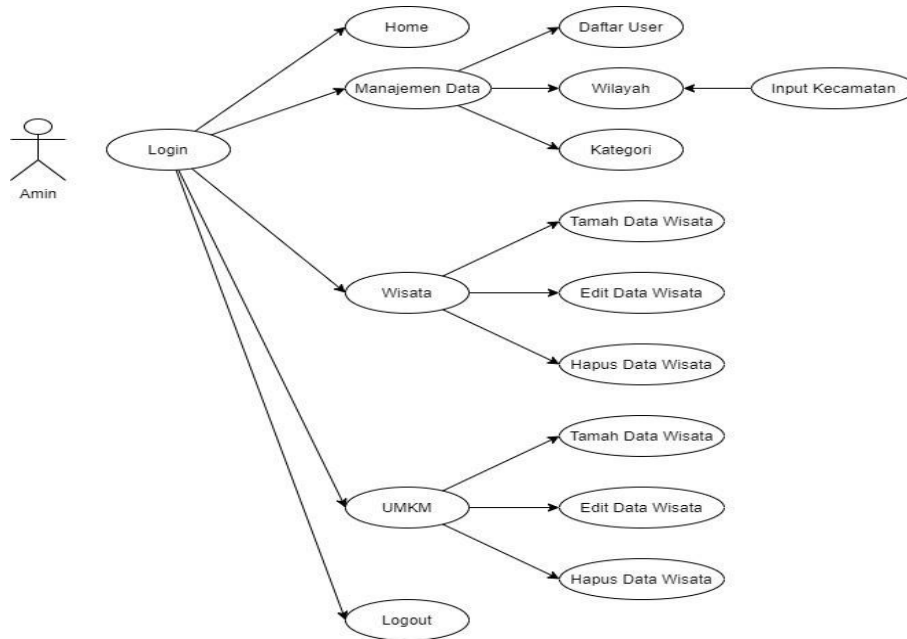 Home
Daftar User
Manajemen Data
Wilayah
Input Kecamatan
Login
Kategori
Amin
Tamah Data Wisata
Wisata
Edit Data Wisata
Hapus Data Wisata
Tamah Data Wisata
UMKM
Edit Data Wisata
Hapus Data Wisata
Logout